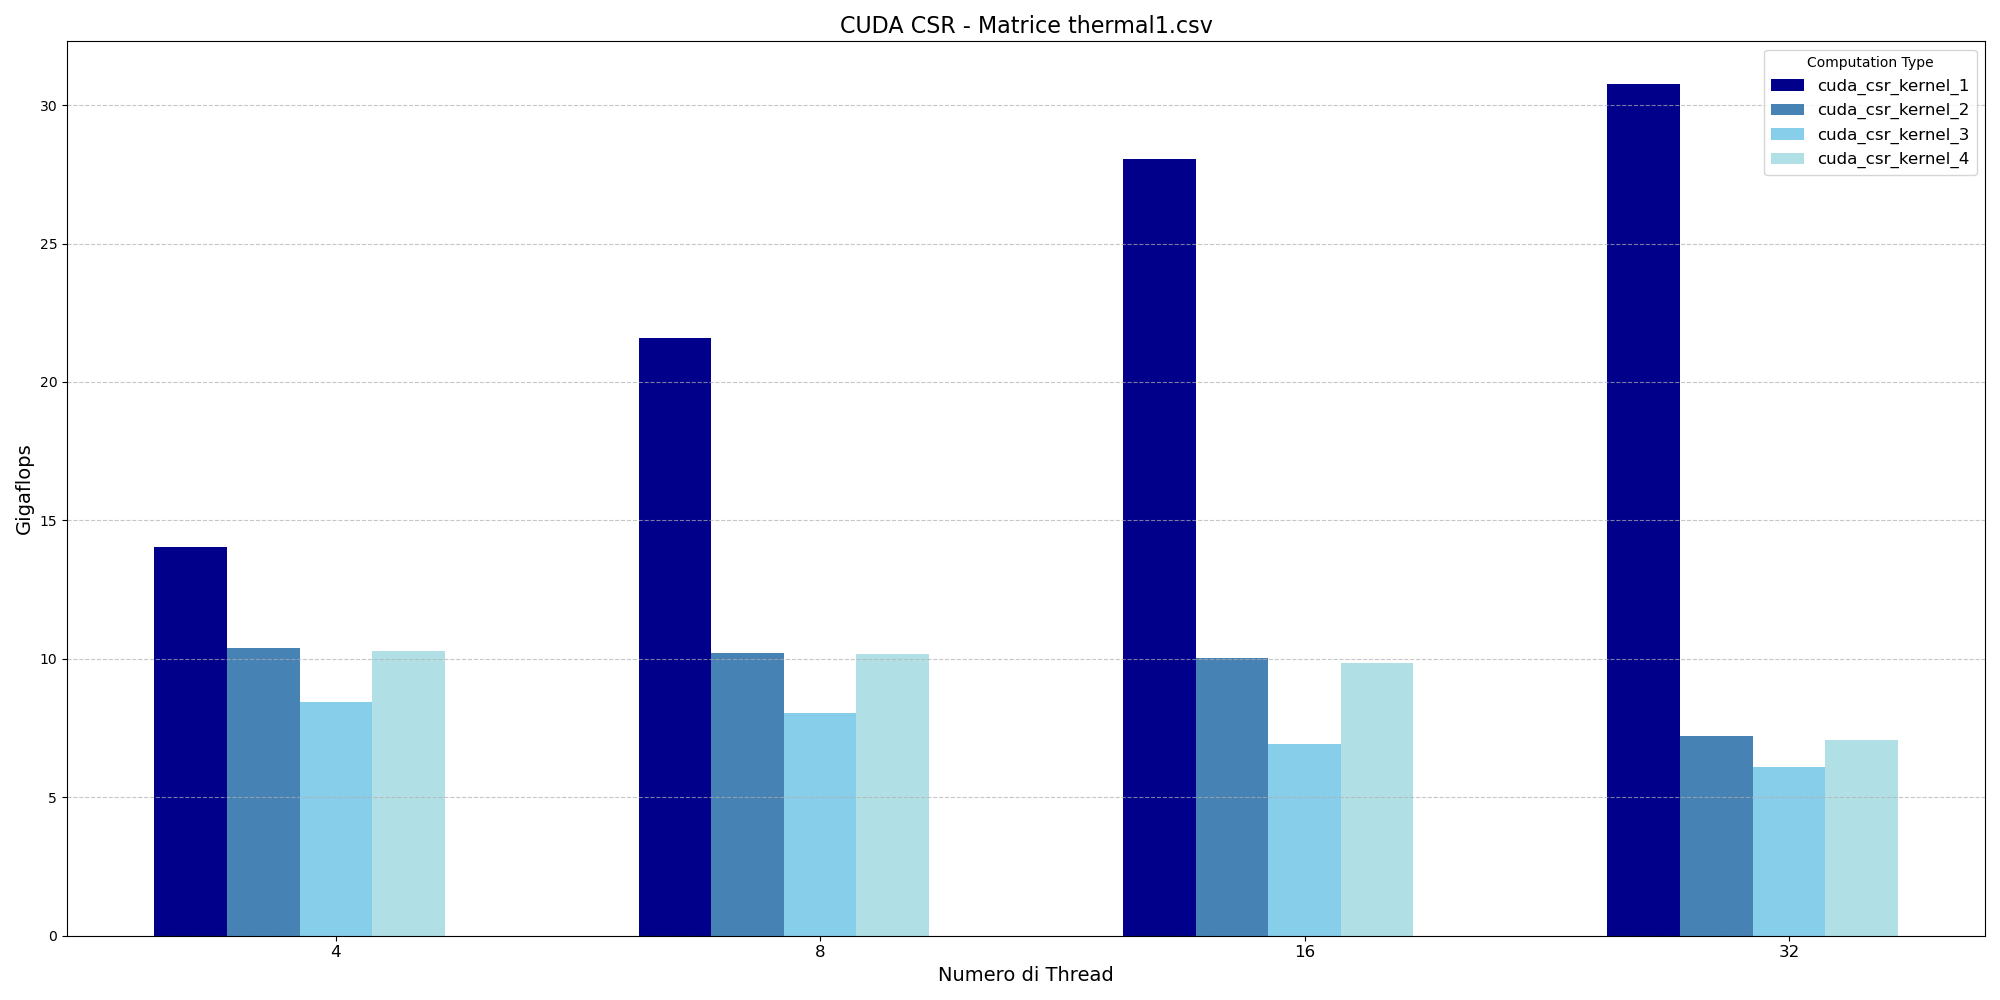 CUDA CSR - Matrice thermal1.csv
Computation Type
cuda_csr_kernel_1
cuda_csr_kernel_2
cuda_csr_kernel_3
cuda_csr_kernel_4
Gigaflops
30
25
20
15
10
5
0
4 8 16 32
Numero di Thread